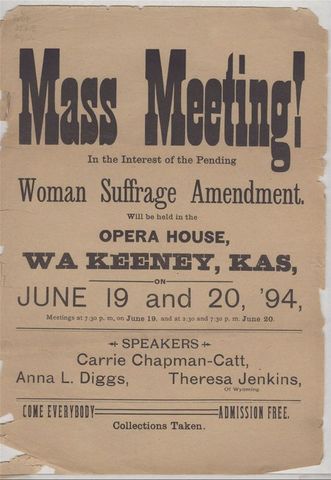 Mass Meeting!
In the Interest of the Pending
Woman Suffrage Amendment.
Will be held in the
OPERA HOUSE,
WA KEENEY, KAS,
ON
JUNE 19 and 20, '94,
Meetings at 7:30 p. m, on June 19, and at 2:30 and 7:30 p. m. June 20.
SPEAKERS
Carrie Chapman-Catt,
Anna L. Diggs, Theresa Jenkins,
Of Wyoming.
COME EVERYBODY ADMISSION FREE.
Collections Taken.